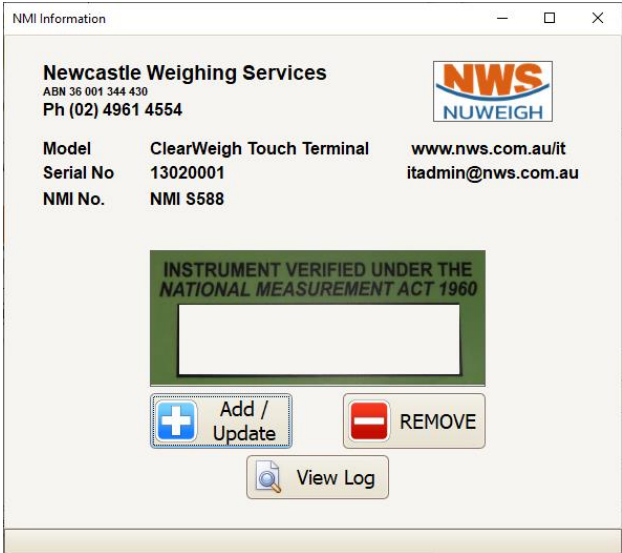 NMI Information
Newcastle Weighing Services
ABN 36 001 344 430
Ph (02) 4961 4554
NWS
NUWEIGH
Model ClearWeigh Touch Terminal
Serial No 13020001
NMI No. NMI S588
www.nws.com.au/it
itadmin@nws.com.au
INSTRUMENT VERIFIED UNDER THE
NATIONAL MEASUREMENT ACT 1960
Add /
Update
REMOVE
View Log